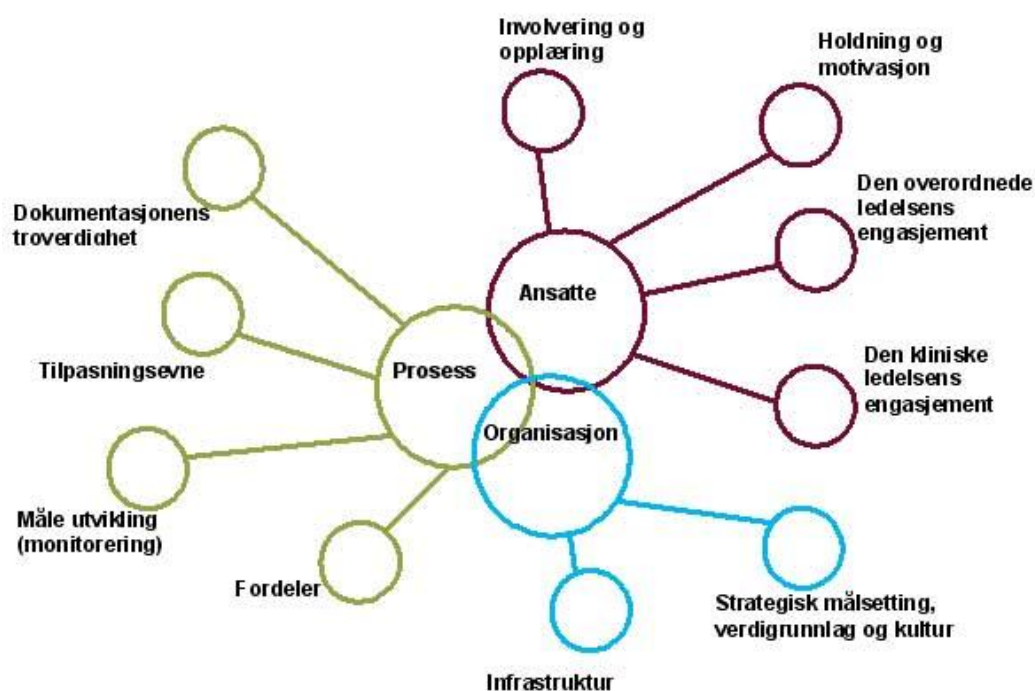 Involvering og
opplæring
Holdning og
motivasjon
Dokumentasjonens
troverdighet
Den overordnede
ledelsens
engasjement
Ansatte
Tilpasningsevne
Prosess
Den kliniske
ledelsens
engasjement
Organisasjon
Måle utvikling
(monitorering)
Fordeler
Strategisk målsetting,
verdigrunnlag og kultur
Infrastruktur